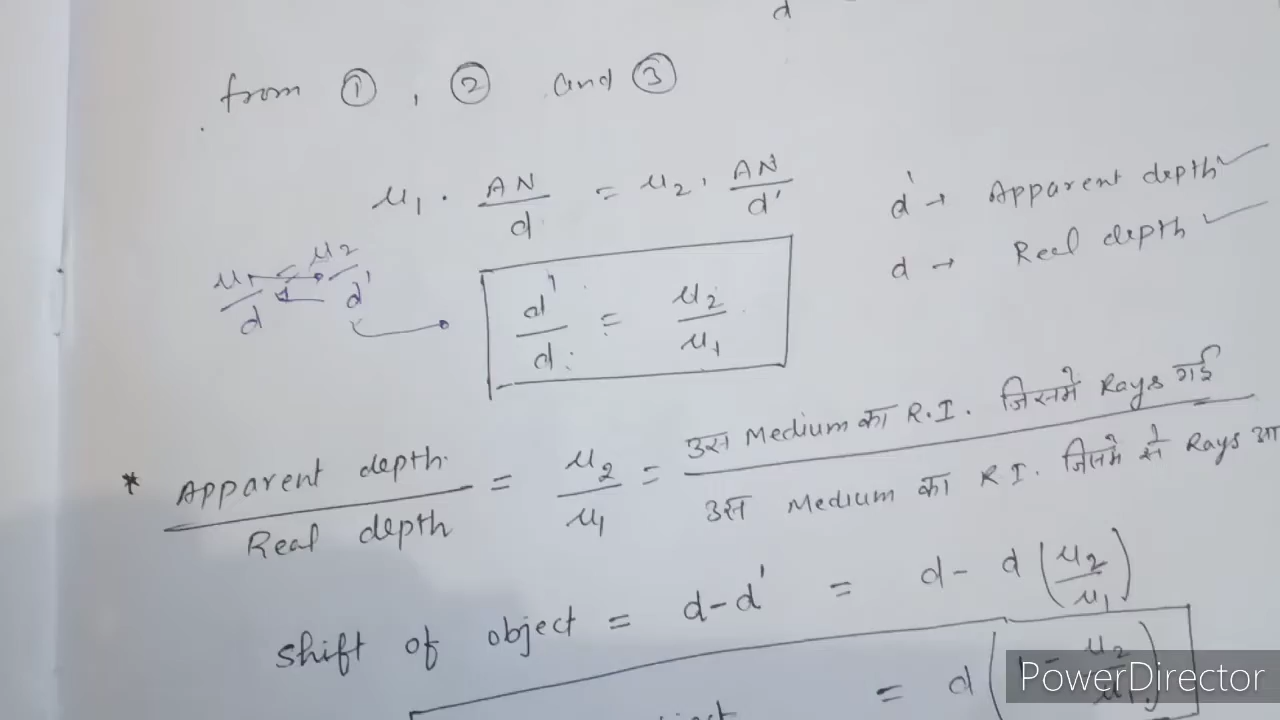 d
from ① , ② and ③
μ₁ · AN/d = μ₂ · AN/d'
d' → Apparent depth ✓
d → Real depth ✓
μ₁/d = μ₂/d'
d'/d = μ₂/μ₁
* Apparent depth/Real depth = μ₂/μ₁ = उस Medium का R.I. जिसमे Rays गई/उस Medium का R.I. जिसमे से Rays आ
Shift of object = d-d' = d - d (μ₂/μ₁)
= d (1 - μ₂/μ₁)
PowerDirector